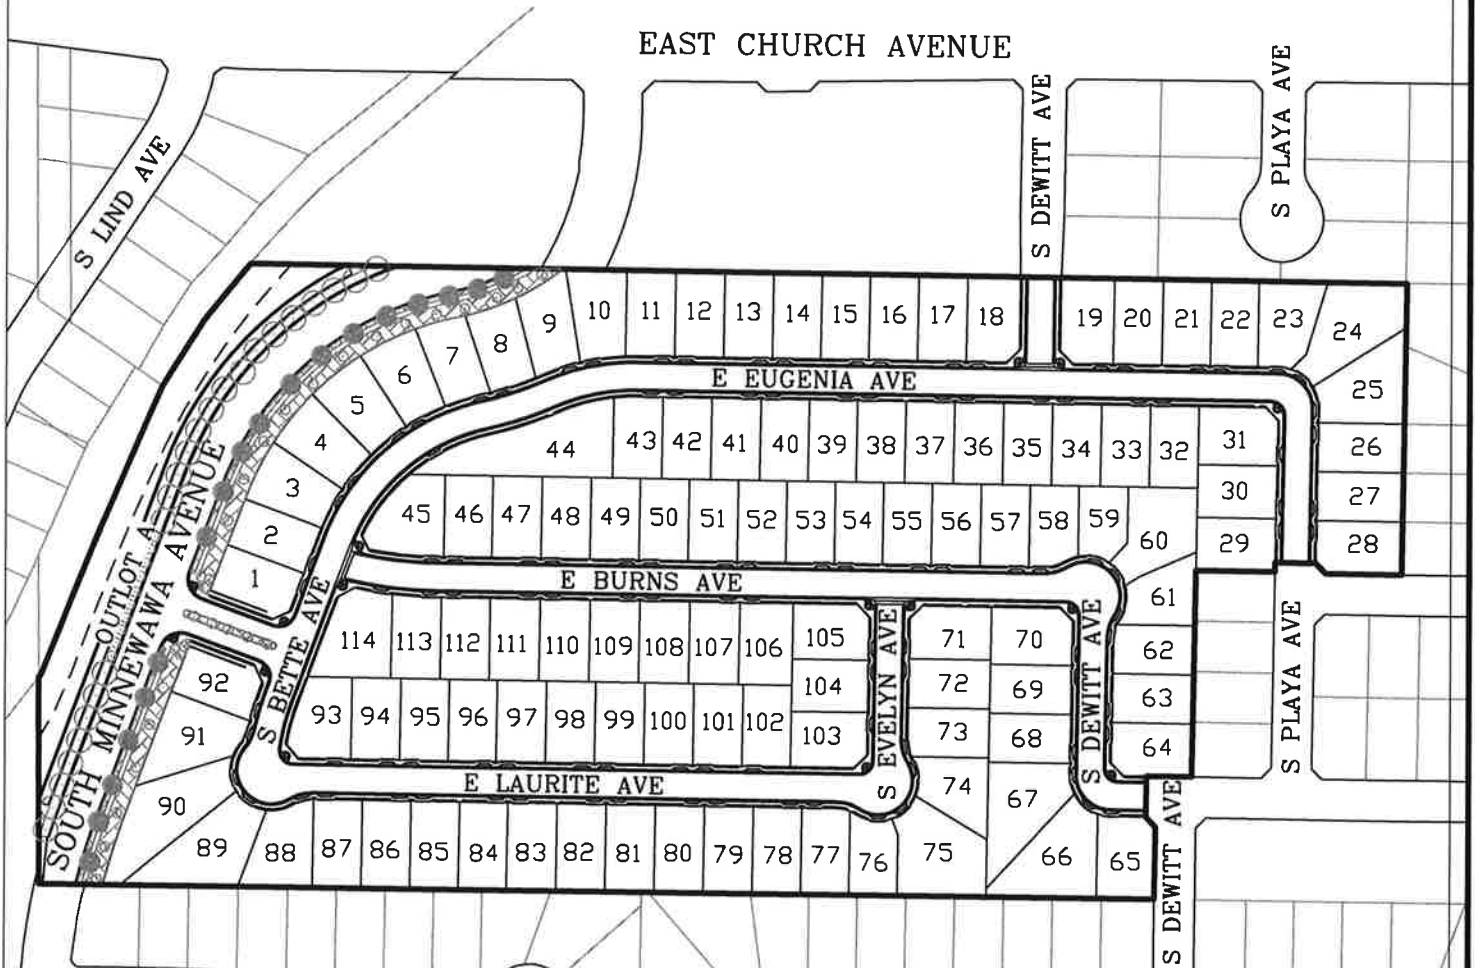 EAST CHURCH AVENUE
S LIND AVE
S DEWITT AVE
S PLAYA AVE
10 11 12 13 14 15 16 17 18 19 20 21 22 23 24
9
8
7
6
5
4
3
2
1
E EUGENIA AVE
25
26
27
28
44 43 42 41 40 39 38 37 36 35 34 33 32 31
30
29
45 46 47 48 49 50 51 52 53 54 55 56 57 58 59
60
61
62
63
64
OUTLOT A
SOUTH MINNEWAWA AVENUE
E BURNS AVE
S BETTE AVE
114 113 112 111 110 109 108 107 106 105
104
103
93 94 95 96 97 98 99 100 101 102
S EVELYN AVE
71 70
72 69
73 68
74 67
S DEWITT AVE
S PLAYA AVE
92
91
90
E LAURITE AVE
89 88 87 86 85 84 83 82 81 80 79 78 77 76 75 66 65
S DEWITT AVE